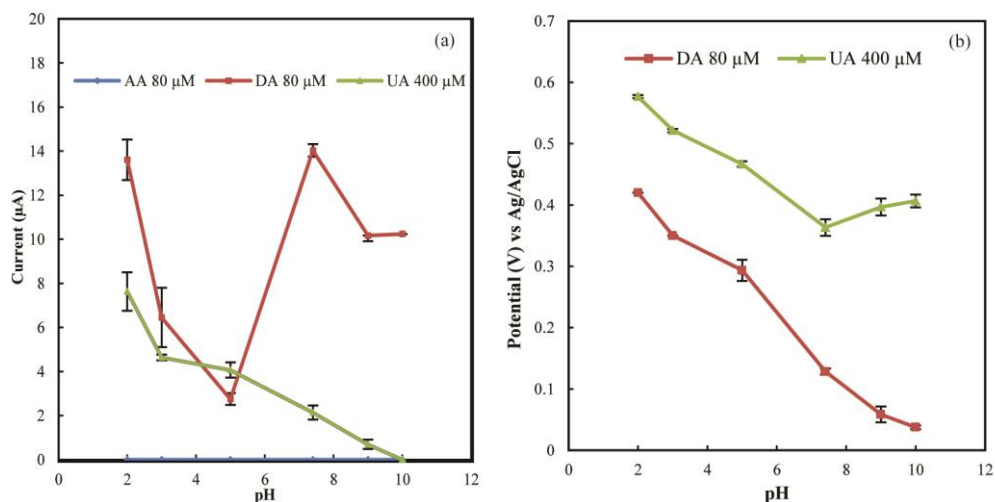 (a)
AA 80 µM DA 80 µM UA 400 µM
Current (µA)
20
18
16
14
12
10
8
6
4
2
0
0 2 4 6 8 10 12
pH
(b)
DA 80 µM UA 400 µM
Potential (V) vs Ag/AgCl
0.7
0.6
0.5
0.4
0.3
0.2
0.1
0
0 2 4 6 8 10 12
pH